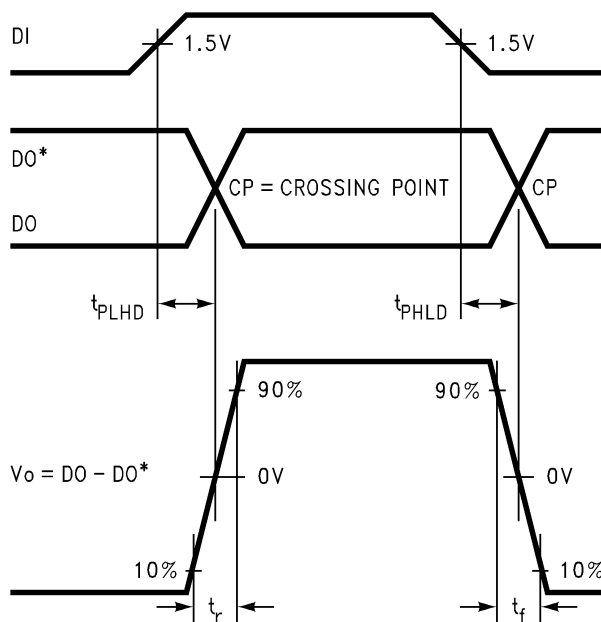 DI
1.5V 1.5V
DO*
CP = CROSSING POINT CP
DO
tPLHD tPHLD
90% 90%
Vo = DO - DO* 0V 0V
10% 10%
tr tf